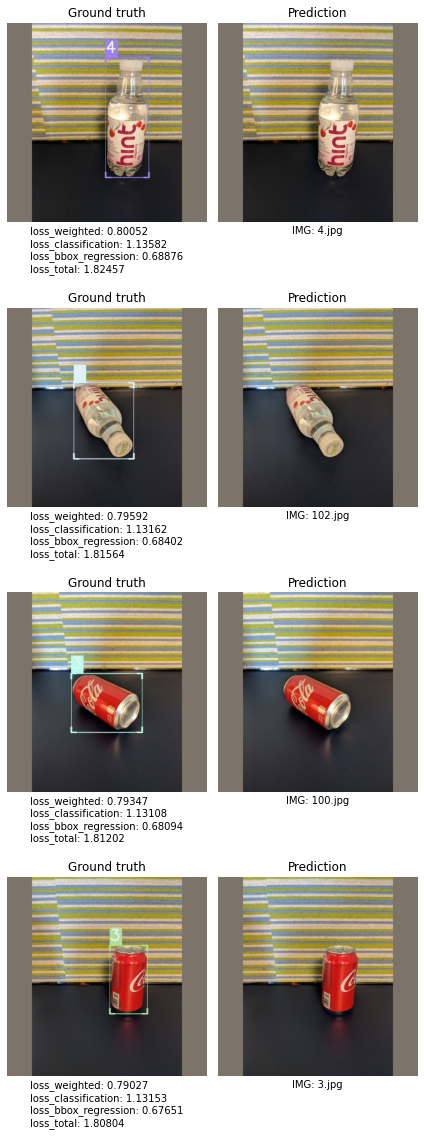 Ground truth
Prediction
4
hint
loss_weighted: 0.80052
loss_classification: 1.13582
loss_bbox_regression: 0.68876
loss_total: 1.82457
IMG: 4.jpg
Ground truth
Prediction
loss_weighted: 0.79592
loss_classification: 1.13162
loss_bbox_regression: 0.68402
loss_total: 1.81564
IMG: 102.jpg
Ground truth
Prediction
Cola
loss_weighted: 0.79347
loss_classification: 1.13108
loss_bbox_regression: 0.68094
loss_total: 1.81202
IMG: 100.jpg
Ground truth
Prediction
3
loss_weighted: 0.79027
loss_classification: 1.13153
loss_bbox_regression: 0.67651
loss_total: 1.80804
IMG: 3.jpg